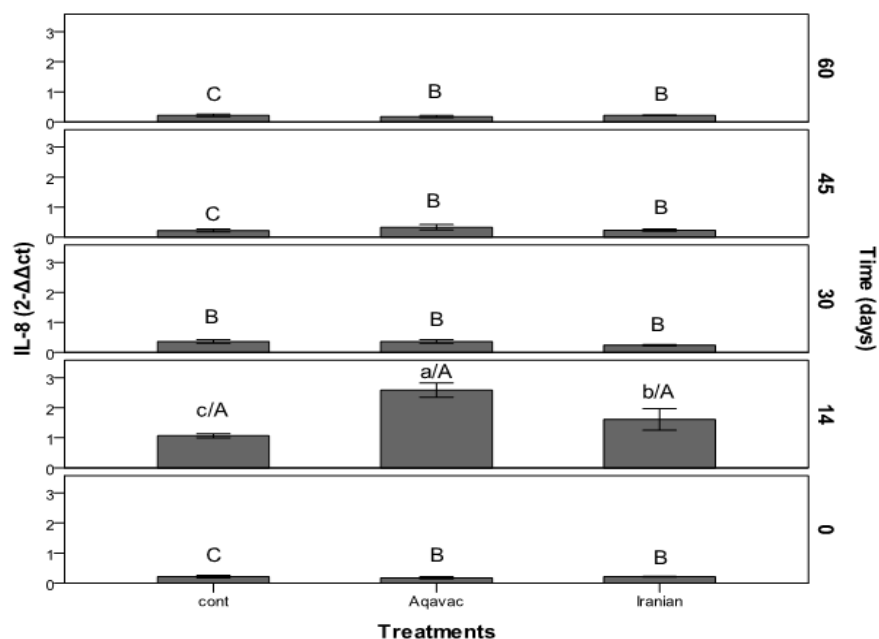 IL-8 (2-ΔΔct)
3
2
1
0
C
B
B
60
3
2
1
0
C
B
B
45
3
2
1
0
B
B
B
30
3
2
1
0
c/A
a/A
b/A
14
3
2
1
0
C
B
B
0
Time (days)
cont
Aqavac
Iranian
Treatments